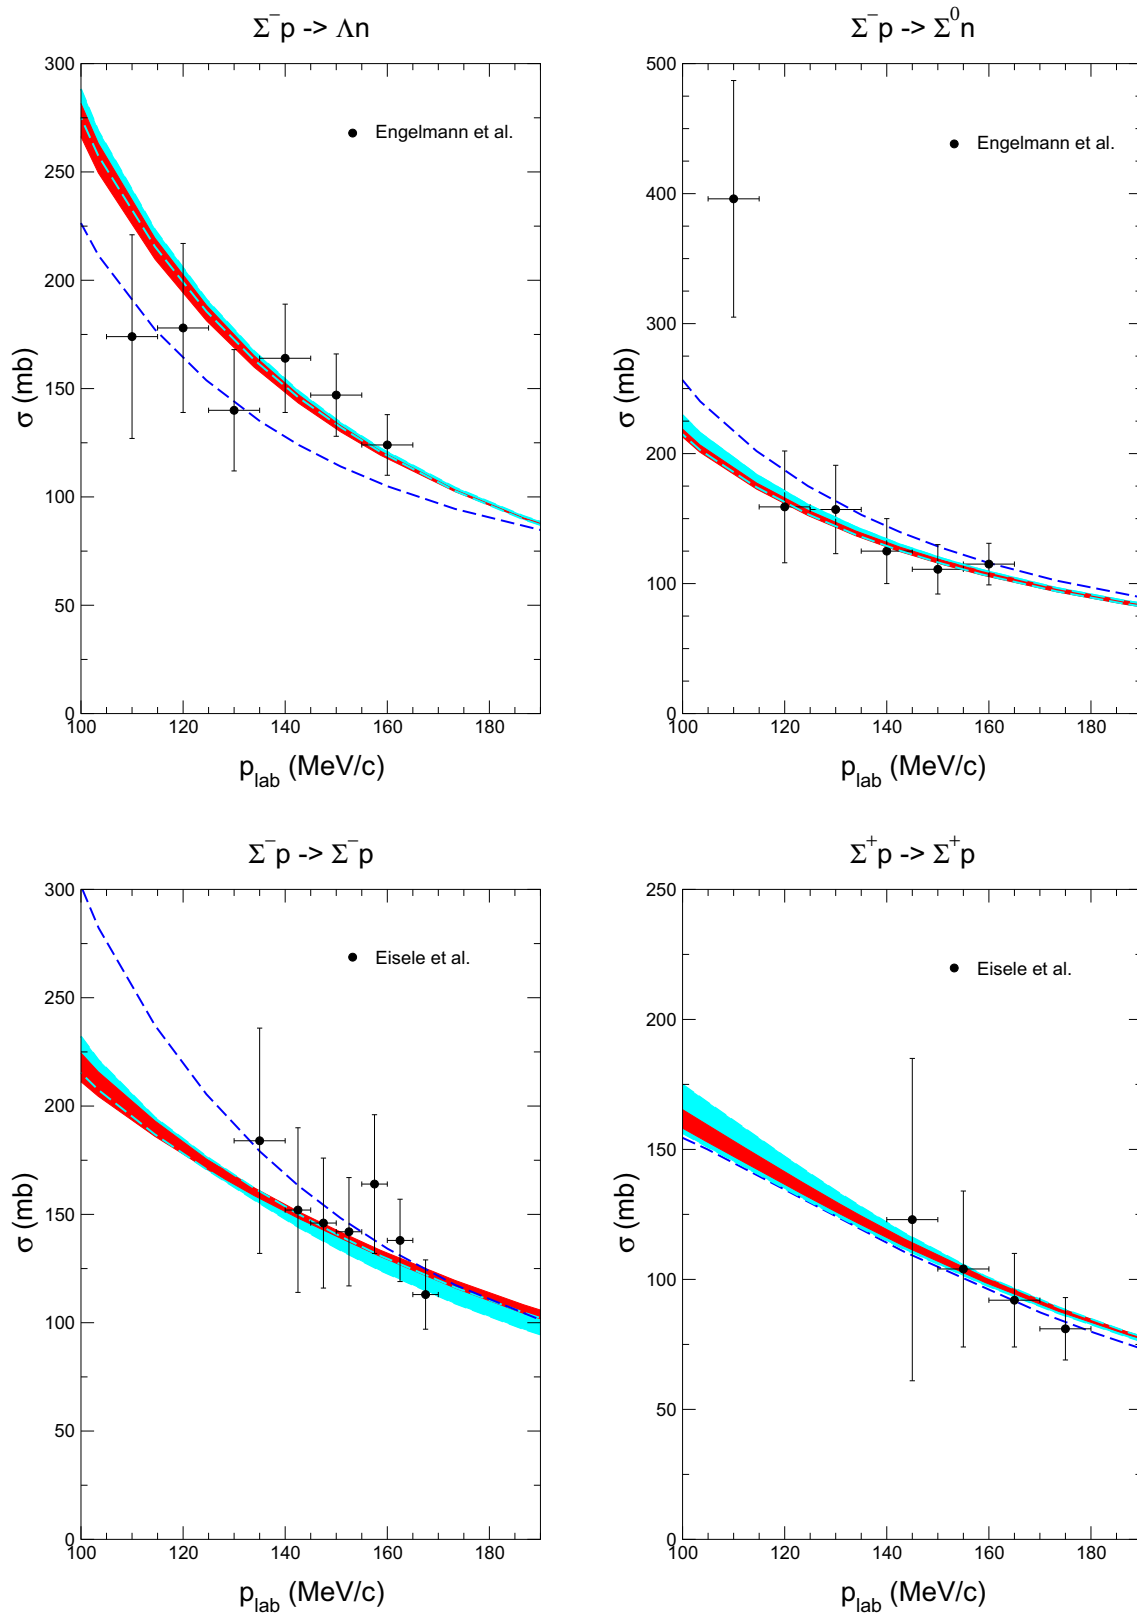 Σ⁻p -> Λn
300
250
200
150
100
50
0
σ (mb)
Engelmann et al.
100 120 140 160 180
p_lab (MeV/c)
Σ⁻p -> Σ⁰n
500
400
300
200
100
0
σ (mb)
Engelmann et al.
100 120 140 160 180
p_lab (MeV/c)
Σ⁻p -> Σ⁻p
300
250
200
150
100
50
0
σ (mb)
Eisele et al.
100 120 140 160 180
p_lab (MeV/c)
Σ⁺p -> Σ⁺p
250
200
150
100
50
0
σ (mb)
Eisele et al.
100 120 140 160 180
p_lab (MeV/c)